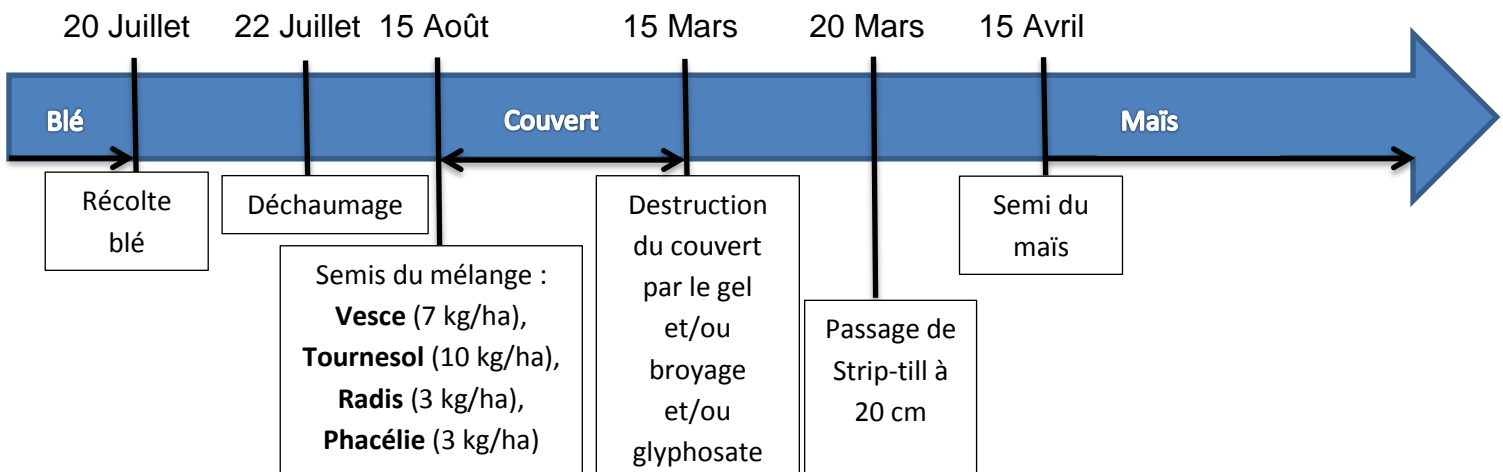 20 Juillet
22 Juillet
15 Août
15 Mars
20 Mars
15 Avril
Blé
Couvert
Maïs
Récolte
blé
Déchaumage
Semis du mélange :
Vesce (7 kg/ha),
Tournesol (10 kg/ha),
Radis (3 kg/ha),
Phacélie (3 kg/ha)
Destruction
du couvert
par le gel
et/ou
broyage
et/ou
glyphosate
Passage de
Strip-till à
20 cm
Semi du
maïs